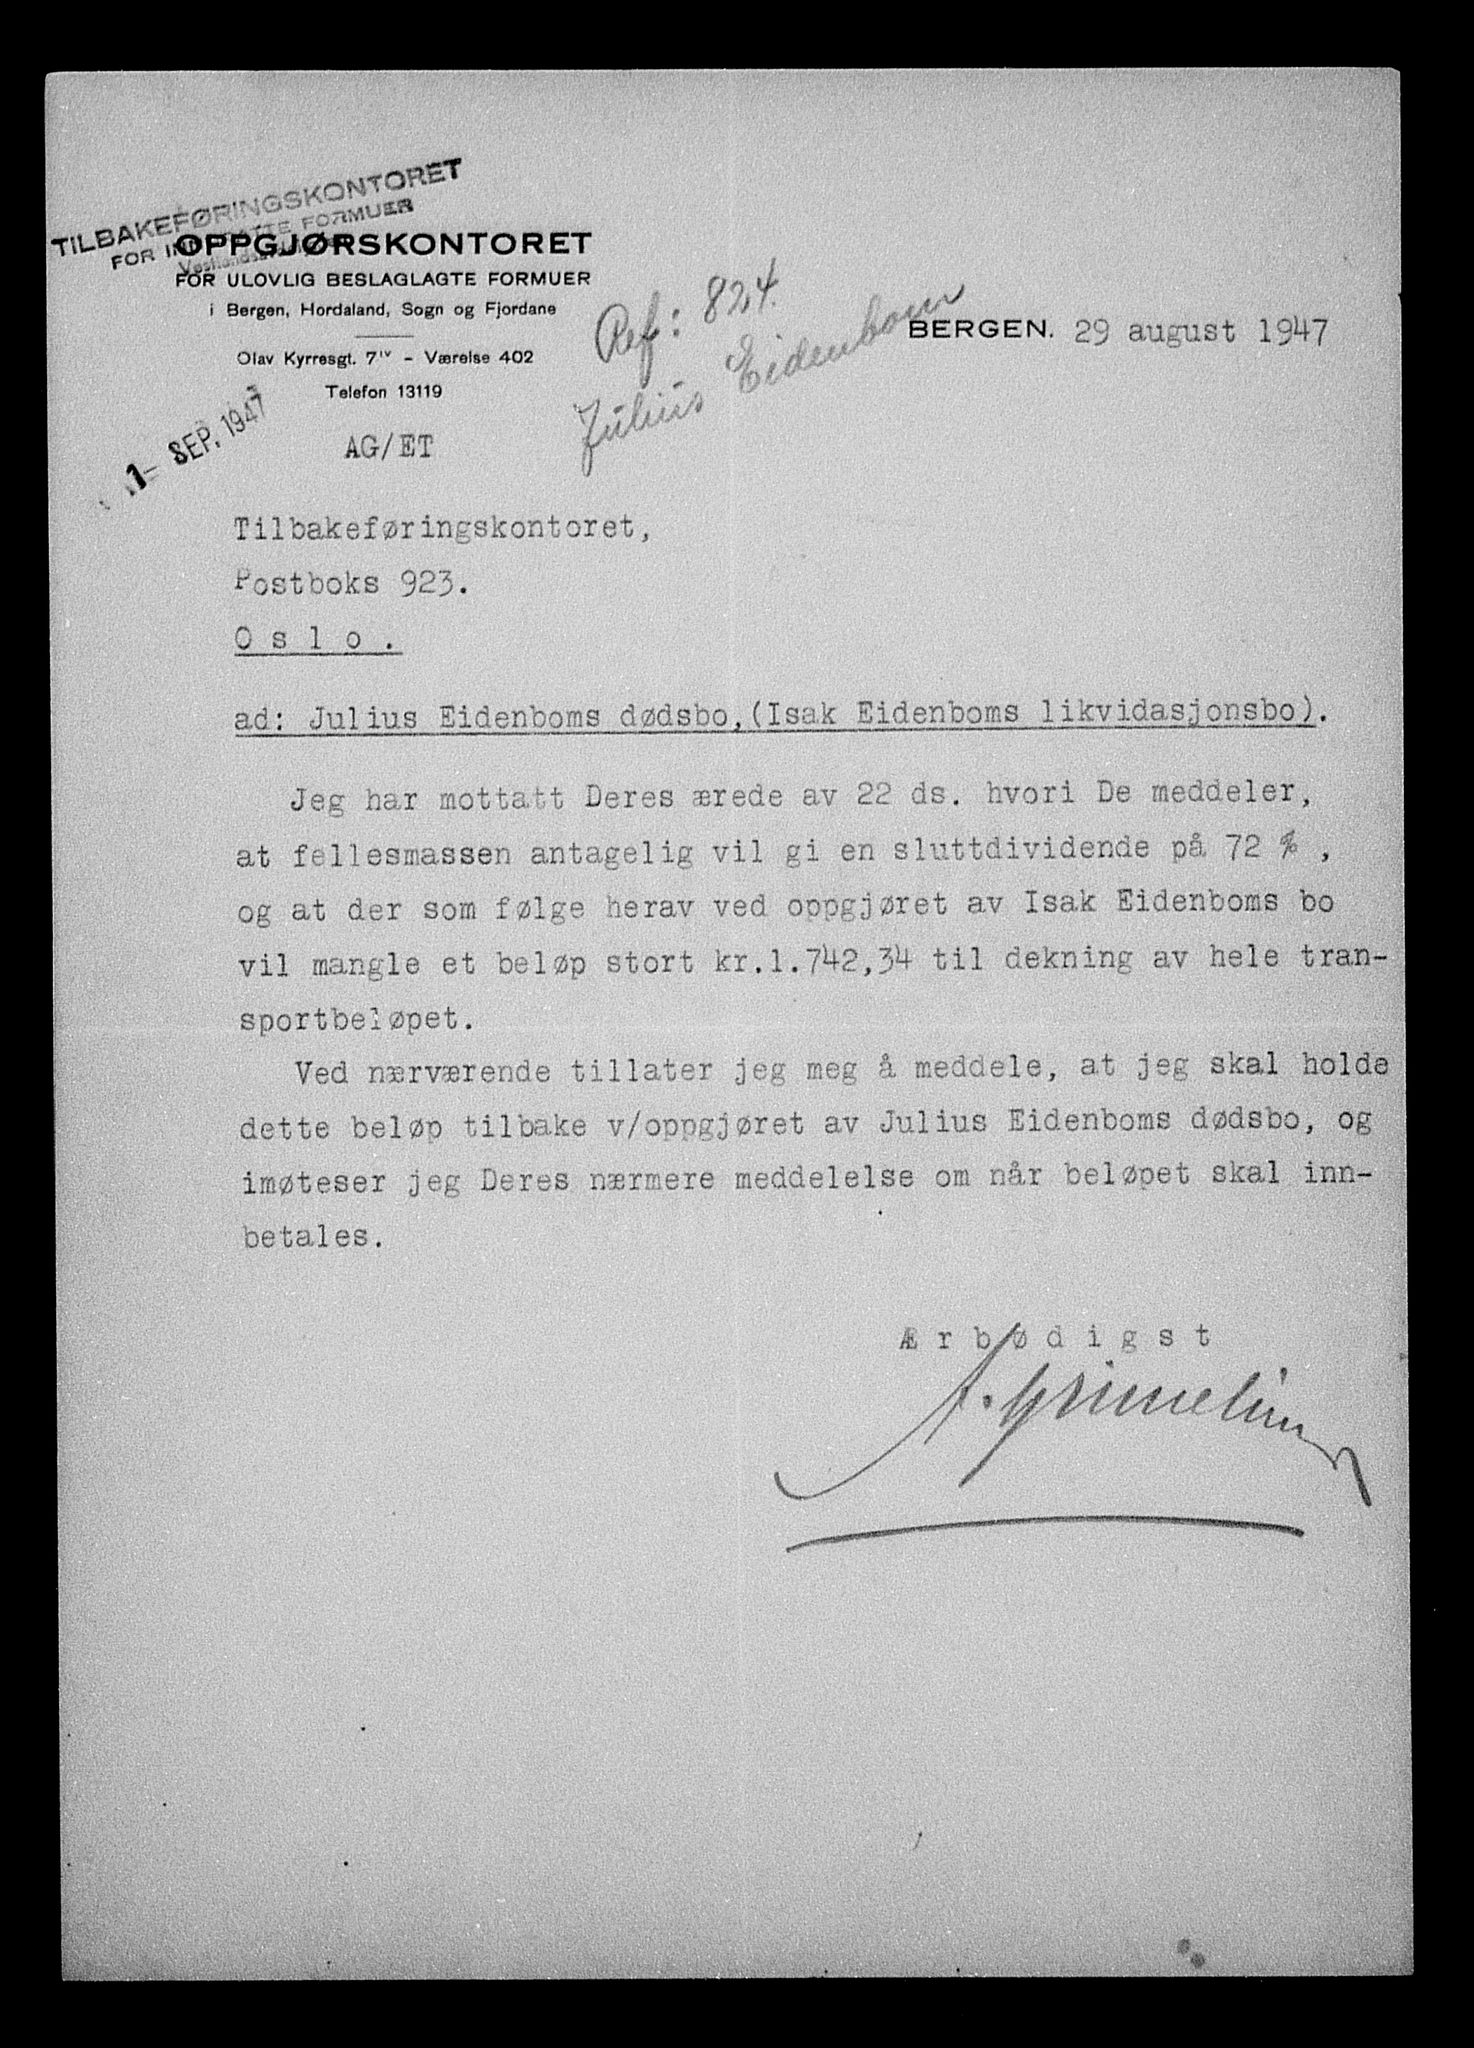 TILBAKEFØRINGSKONTORET
FOR INNDRATTE FORMUER
OPPGJØRSKONTORET
FOR ULOVLIG BESLAGLAGTE FORMUER
i Bergen, Hordaland, Sogn og Fjordane
Olav Kyrresgt. 7IV – Værelse 402
Telefon 13119
1- SEP. 1947
AG/ET
Ref: 824.
Julius Eidenbom
BERGEN. 29 august 1947
Tilbakeføringskontoret,
Postboks 923.
O s l o .
ad: Julius Eidenboms dødsbo,(Isak Eidenboms likvidasjonsbo).
Jeg har mottatt Deres ærede av 22 ds. hvori De meddeler,
at fellesmassen antagelig vil gi en sluttdividende på 72 % ,
og at der som følge herav ved oppgjøret av Isak Eidenboms bo
vil mangle et beløp stort kr.1.742,34 til dekning av hele tran-
sportbeløpet.
Ved nærværende tillater jeg meg å meddele, at jeg skal holde
dette beløp tilbake v/oppgjøret av Julius Eidenboms dødsbo, og
imøteser jeg Deres nærmere meddelelse om når beløpet skal inn-
betales.
Æ r b ø d i g s t